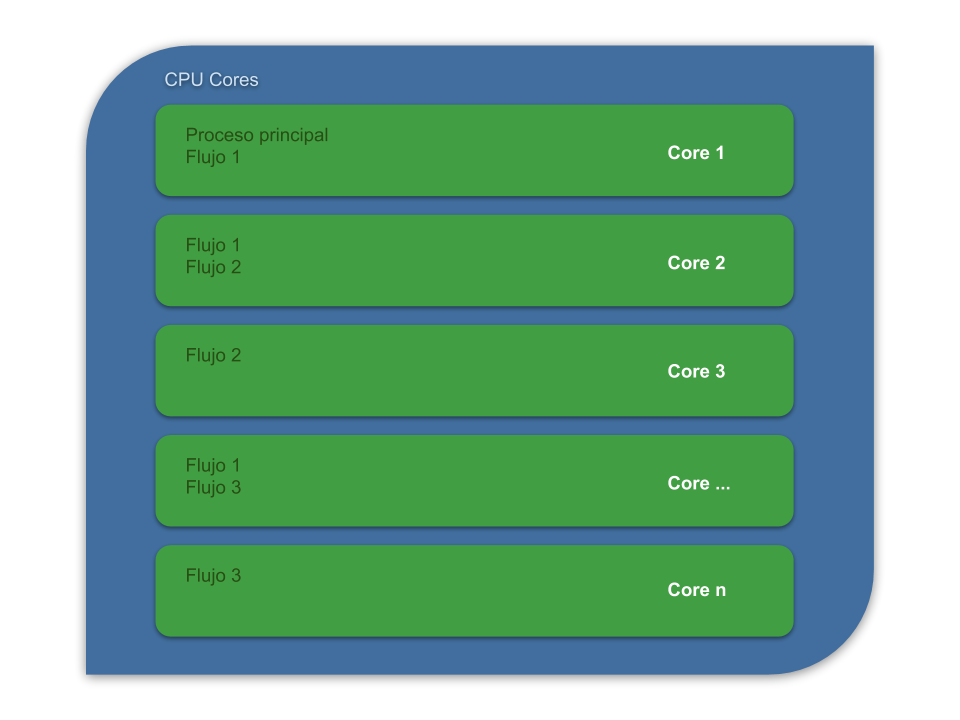 CPU Cores
Proceso principal
Flujo 1
Core 1
Flujo 1
Flujo 2
Core 2
Flujo 2
Core 3
Flujo 1
Flujo 3
Core ...
Flujo 3
Core n